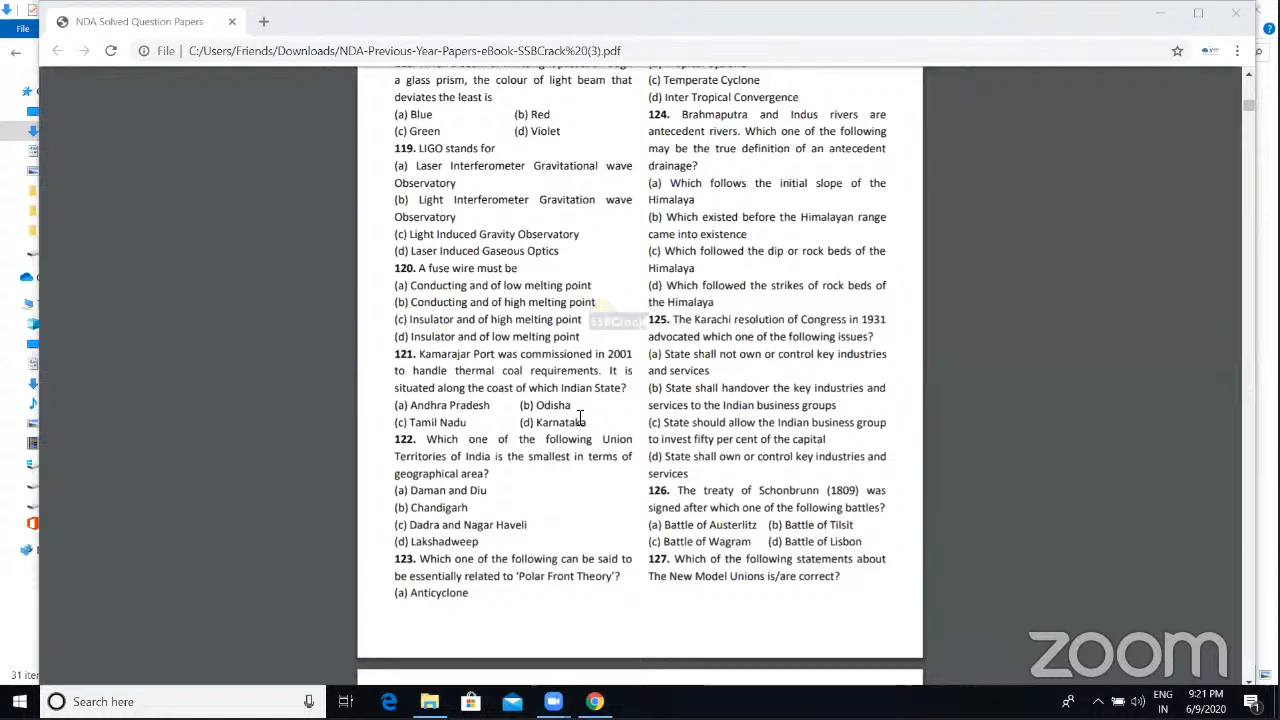 NDA Solved Question Papers
File
File | C:/Users/Friends/Downloads/NDA-Previous-Year-Papers-eBook-SSBCrack%20(3).pdf
a glass prism, the colour of light beam that
deviates the least is
(a) Blue (b) Red
(c) Green (d) Violet
119. LIGO stands for
(a) Laser Interferometer Gravitational wave
Observatory
(b) Light Interferometer Gravitation wave
Observatory
(c) Light Induced Gravity Observatory
(d) Laser Induced Gaseous Optics
120. A fuse wire must be
(a) Conducting and of low melting point
(b) Conducting and of high melting point
(c) Insulator and of high melting point
(d) Insulator and of low melting point
121. Kamarajar Port was commissioned in 2001
to handle thermal coal requirements. It is
situated along the coast of which Indian State?
(a) Andhra Pradesh (b) Odisha
(c) Tamil Nadu (d) Karnataka
122. Which one of the following Union
Territories of India is the smallest in terms of
geographical area?
(a) Daman and Diu
(b) Chandigarh
(c) Dadra and Nagar Haveli
(d) Lakshadweep
123. Which one of the following can be said to
be essentially related to ‘Polar Front Theory’?
(a) Anticyclone
(c) Temperate Cyclone
(d) Inter Tropical Convergence
124. Brahmaputra and Indus rivers are
antecedent rivers. Which one of the following
may be the true definition of an antecedent
drainage?
(a) Which follows the initial slope of the
Himalaya
(b) Which existed before the Himalayan range
came into existence
(c) Which followed the dip or rock beds of the
Himalaya
(d) Which followed the strikes of rock beds of
the Himalaya
125. The Karachi resolution of Congress in 1931
advocated which one of the following issues?
(a) State shall not own or control key industries
and services
(b) State shall handover the key industries and
services to the Indian business groups
(c) State should allow the Indian business group
to invest fifty per cent of the capital
(d) State shall own or control key industries and
services
126. The treaty of Schonbrunn (1809) was
signed after which one of the following battles?
(a) Battle of Austerlitz (b) Battle of Tilsit
(c) Battle of Wagram (d) Battle of Lisbon
127. Which of the following statements about
The New Model Unions is/are correct?
SSBCrack
zoom
31 iter
Search here
ENG
IN
9:21 PM
6/9/2020